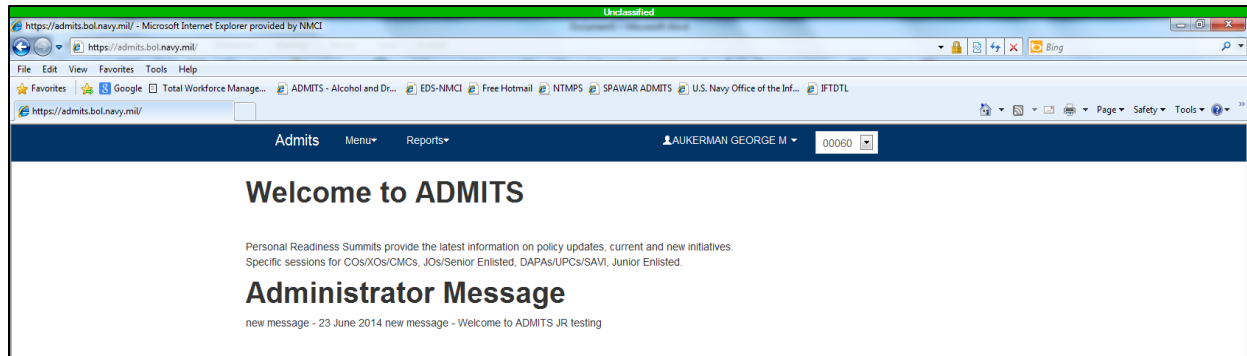 Unclassified
https://admits.bol.navy.mil/ - Microsoft Internet Explorer provided by NMCI
https://admits.bol.navy.mil/ Bing
File Edit View Favorites Tools Help
Favorites Google Total Workforce Manage... ADMITS - Alcohol and Dr... EDS-NMCI Free Hotmail NTMPS SPAWAR ADMITS U.S. Navy Office of the Inf... IFTDTL
https://admits.bol.navy.mil/ Page Safety Tools
Admits Menu Reports AUKERMAN GEORGE M 00060
Welcome to ADMITS
Personal Readiness Summits provide the latest information on policy updates, current and new initiatives.
Specific sessions for COs/XOs/CMCs, JOs/Senior Enlisted, DAPAs/UPCs/SAVI, Junior Enlisted.
Administrator Message
new message - 23 June 2014 new message - Welcome to ADMITS JR testing